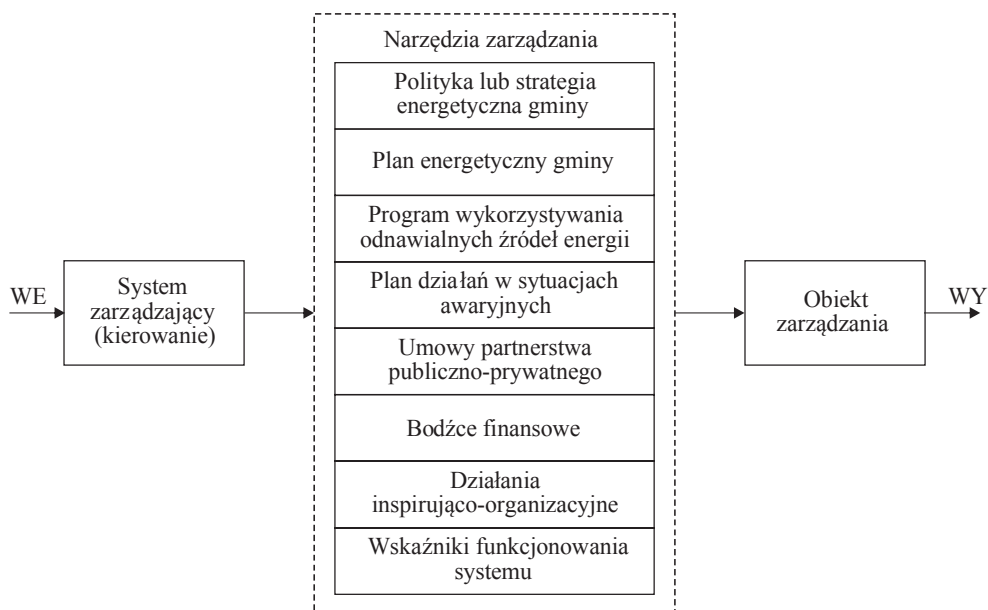 Narzędzia zarządzania
Polityka lub strategia
energetyczna gminy
Plan energetyczny gminy
Program wykorzystywania
odnawialnych źródeł energii
Plan działań w sytuacjach
awaryjnych
Umowy partnerstwa
publiczno-prywatnego
Bodźce finansowe
Działania
inspirująco-organizacyjne
Wskaźniki funkcjonowania
systemu
WE
System
zarządzający
(kierowanie)
Obiekt
zarządzania
WY